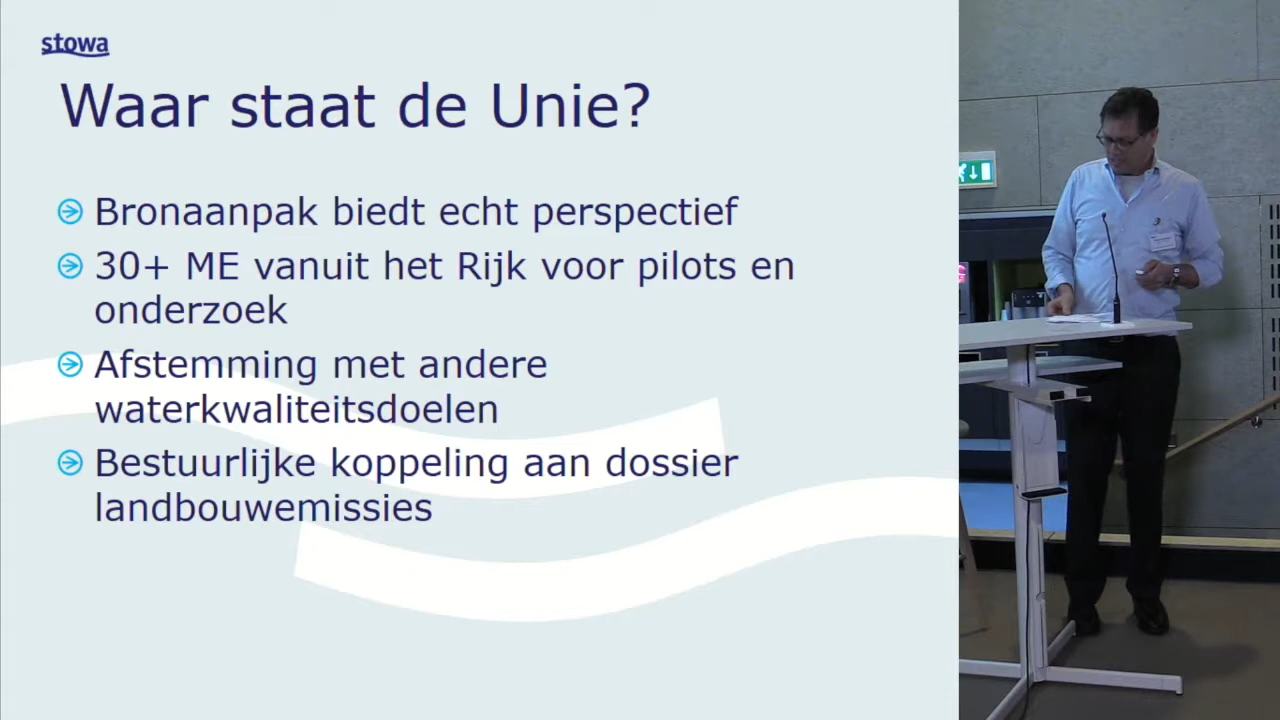 stowa
Waar staat de Unie?
Bronaanpak biedt echt perspectief
30+ ME vanuit het Rijk voor pilots en
onderzoek
Afstemming met andere
waterkwaliteitsdoelen
Bestuurlijke koppeling aan dossier
landbouwemissies